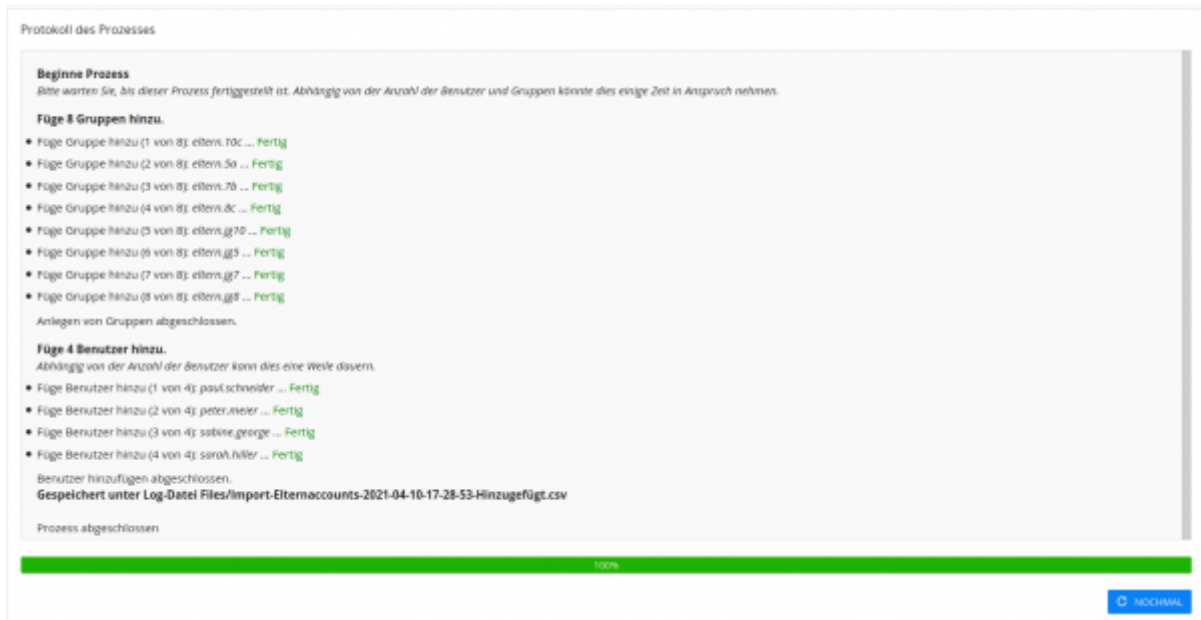 Protokoll des Prozesses
Beginne Prozess
Bitte warten Sie, bis dieser Prozess fertiggestellt ist. Abhängig von der Anzahl der Benutzer und Gruppen könnte dies einige Zeit in Anspruch nehmen.
Füge 8 Gruppen hinzu.
• Füge Gruppe hinzu (1 von 8): eltern.10c ... Fertig
• Füge Gruppe hinzu (2 von 8): eltern.5a ... Fertig
• Füge Gruppe hinzu (3 von 8): eltern.7b ... Fertig
• Füge Gruppe hinzu (4 von 8): eltern.8c ... Fertig
• Füge Gruppe hinzu (5 von 8): eltern.jg10 ... Fertig
• Füge Gruppe hinzu (6 von 8): eltern.jg5 ... Fertig
• Füge Gruppe hinzu (7 von 8): eltern.jg7 ... Fertig
• Füge Gruppe hinzu (8 von 8): eltern.jg8 ... Fertig
Anlegen von Gruppen abgeschlossen.
Füge 4 Benutzer hinzu.
Abhängig von der Anzahl der Benutzer kann dies eine Weile dauern.
• Füge Benutzer hinzu (1 von 4): paul.schneider ... Fertig
• Füge Benutzer hinzu (2 von 4): peter.meier ... Fertig
• Füge Benutzer hinzu (3 von 4): sabine.george ... Fertig
• Füge Benutzer hinzu (4 von 4): sarah.hiller ... Fertig
Benutzer hinzufügen abgeschlossen.
Gespeichert unter Log-Datei Files/Import-Elternaccounts-2021-04-10-17-28-53-Hinzugefügt.csv
Prozess abgeschlossen
100%
NOCHMAL